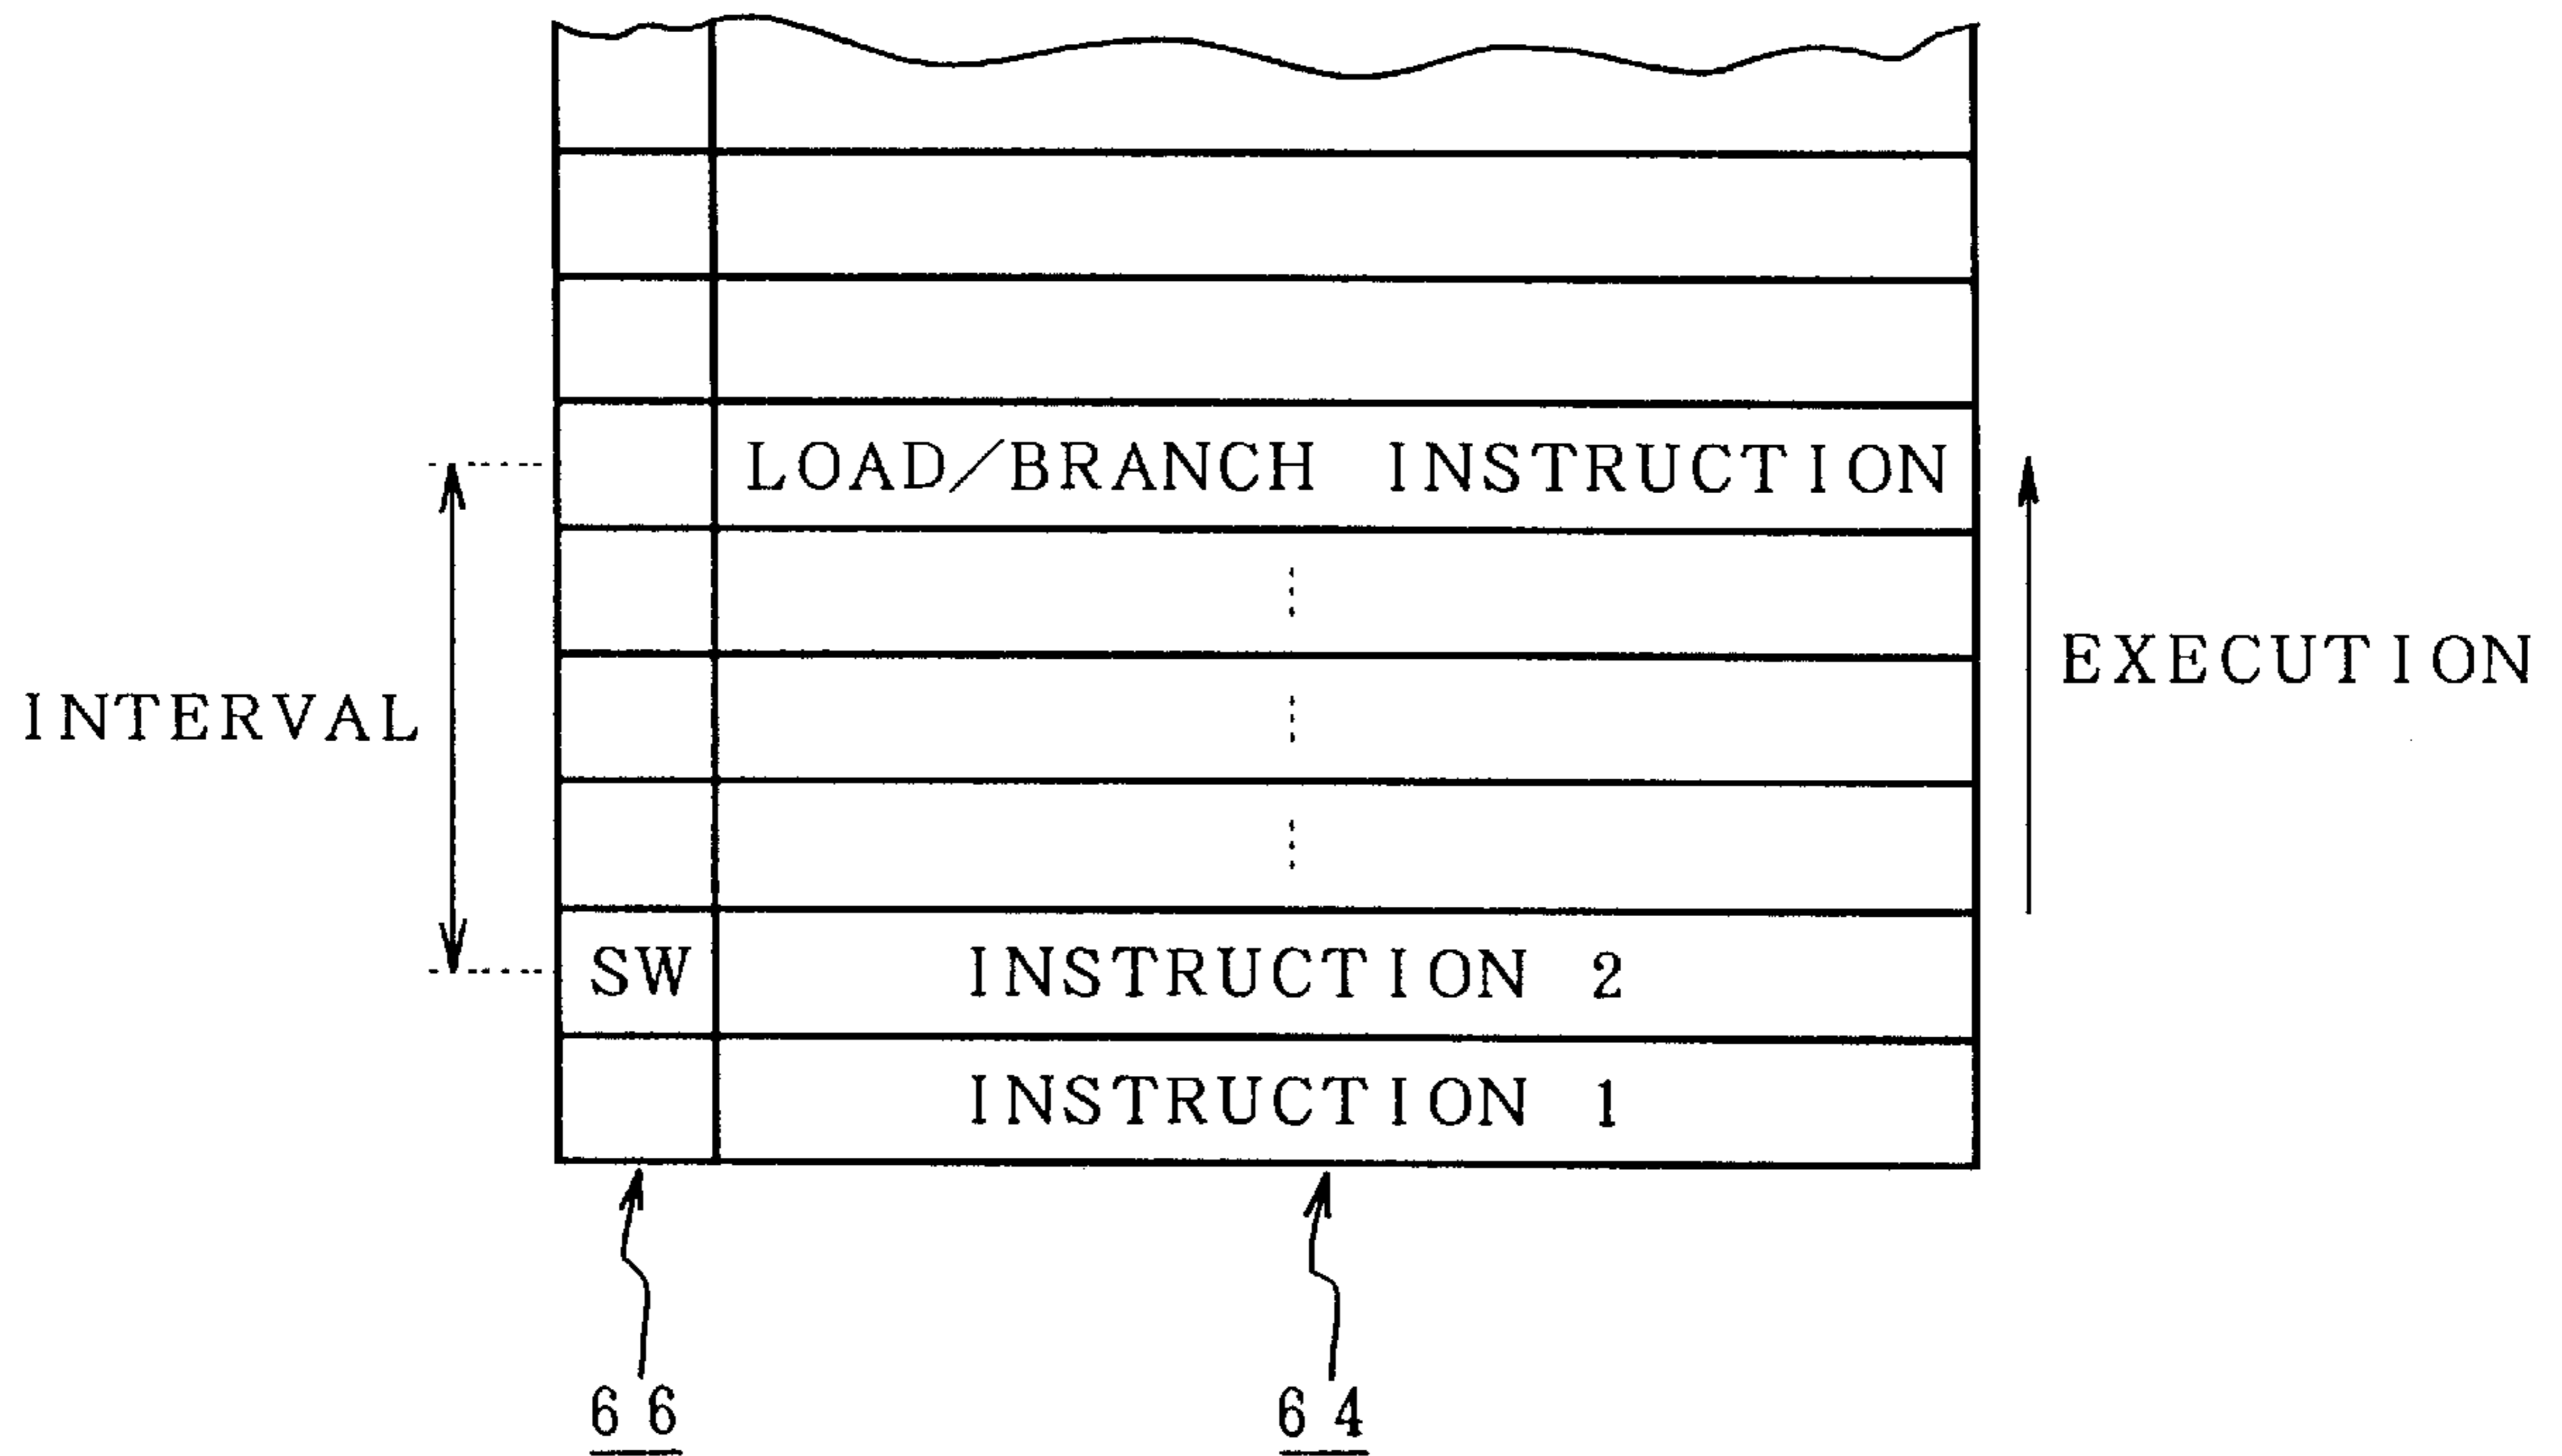 LOAD/BRANCH INSTRUCTION
EXECUTION
INTERVAL
SW INSTRUCTION 2
INSTRUCTION 1
66 64